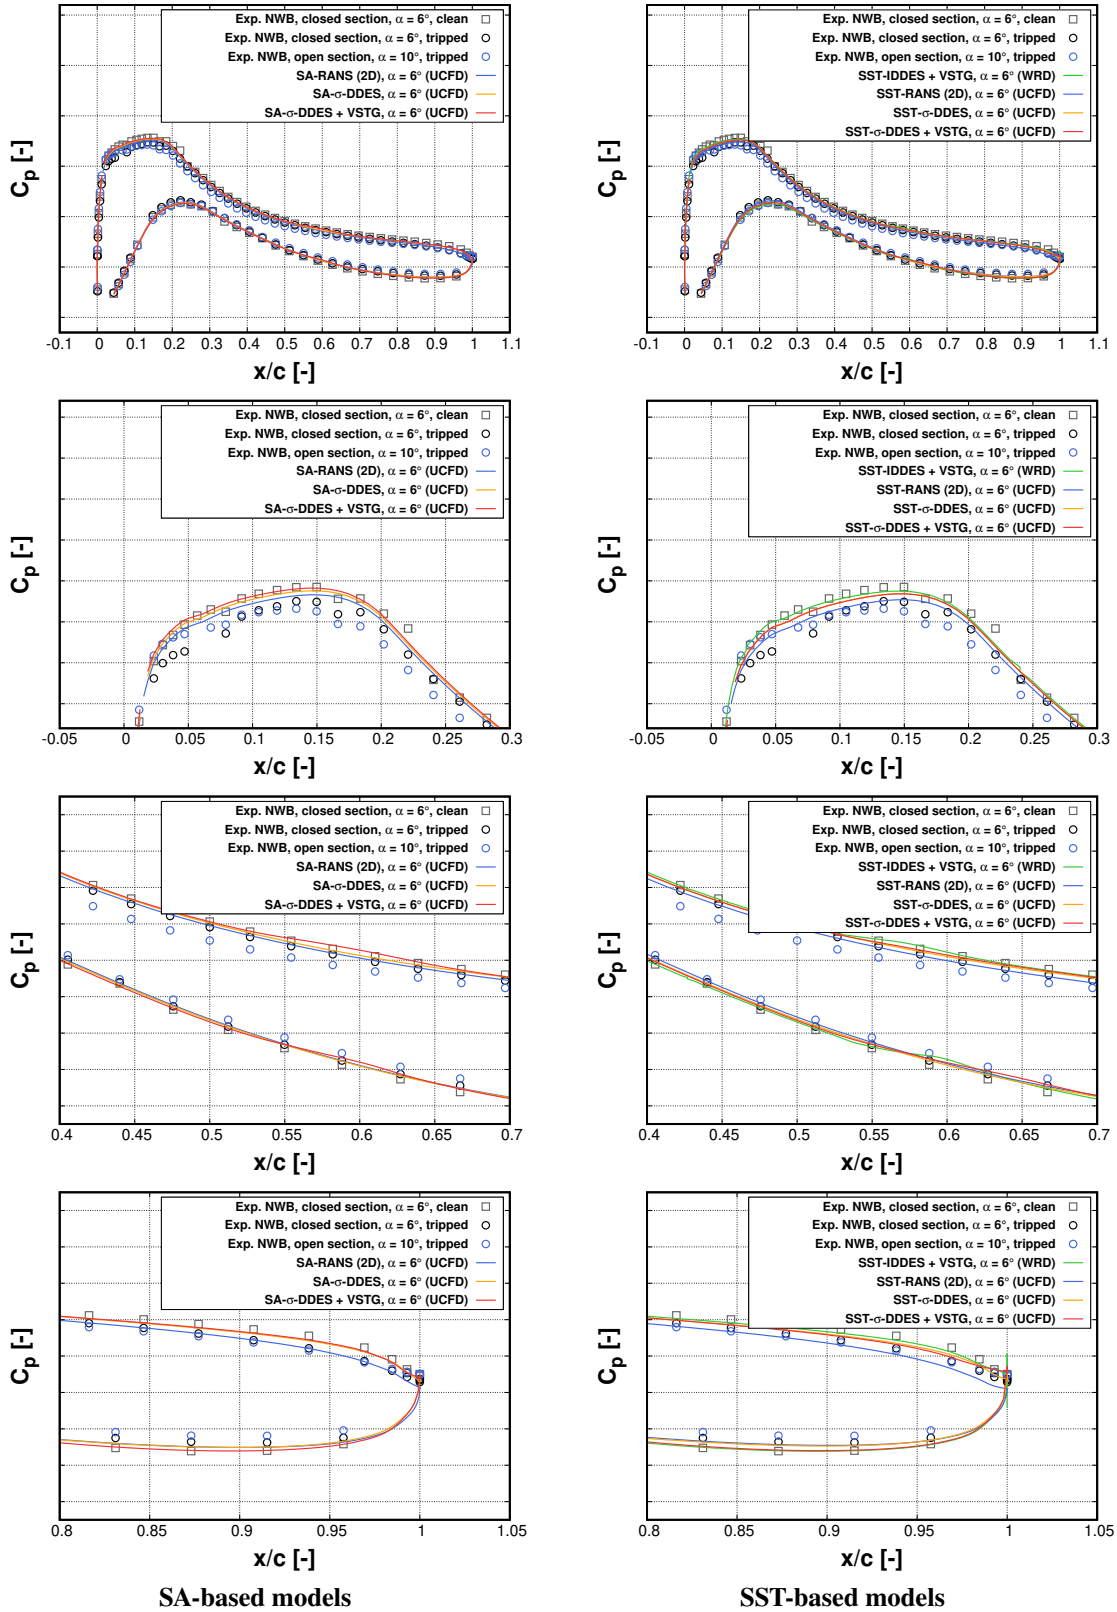 Exp. NWB, closed section, α = 6°, clean
Exp. NWB, closed section, α = 6°, tripped
Exp. NWB, open section, α = 10°, tripped
SA-RANS (2D), α = 6° (UCFD)
SA-σ-DDES, α = 6° (UCFD)
SA-σ-DDES + VSTG, α = 6° (UCFD)
Cp [-]
-0.1 0 0.1 0.2 0.3 0.4 0.5 0.6 0.7 0.8 0.9 1 1.1
x/c [-]
Exp. NWB, closed section, α = 6°, clean
Exp. NWB, closed section, α = 6°, tripped
Exp. NWB, open section, α = 10°, tripped
SST-IDDES + VSTG, α = 6° (WRD)
SST-RANS (2D), α = 6° (UCFD)
SST-σ-DDES, α = 6° (UCFD)
SST-σ-DDES + VSTG, α = 6° (UCFD)
Cp [-]
-0.1 0 0.1 0.2 0.3 0.4 0.5 0.6 0.7 0.8 0.9 1 1.1
x/c [-]
Exp. NWB, closed section, α = 6°, clean
Exp. NWB, closed section, α = 6°, tripped
Exp. NWB, open section, α = 10°, tripped
SA-RANS (2D), α = 6° (UCFD)
SA-σ-DDES, α = 6° (UCFD)
SA-σ-DDES + VSTG, α = 6° (UCFD)
Cp [-]
-0.05 0 0.05 0.1 0.15 0.2 0.25 0.3
x/c [-]
Exp. NWB, closed section, α = 6°, clean
Exp. NWB, closed section, α = 6°, tripped
Exp. NWB, open section, α = 10°, tripped
SST-IDDES + VSTG, α = 6° (WRD)
SST-RANS (2D), α = 6° (UCFD)
SST-σ-DDES, α = 6° (UCFD)
SST-σ-DDES + VSTG, α = 6° (UCFD)
Cp [-]
-0.05 0 0.05 0.1 0.15 0.2 0.25 0.3
x/c [-]
Exp. NWB, closed section, α = 6°, clean
Exp. NWB, closed section, α = 6°, tripped
Exp. NWB, open section, α = 10°, tripped
SA-RANS (2D), α = 6° (UCFD)
SA-σ-DDES, α = 6° (UCFD)
SA-σ-DDES + VSTG, α = 6° (UCFD)
Cp [-]
0.4 0.45 0.5 0.55 0.6 0.65 0.7
x/c [-]
Exp. NWB, closed section, α = 6°, clean
Exp. NWB, closed section, α = 6°, tripped
Exp. NWB, open section, α = 10°, tripped
SST-IDDES + VSTG, α = 6° (WRD)
SST-RANS (2D), α = 6° (UCFD)
SST-σ-DDES, α = 6° (UCFD)
SST-σ-DDES + VSTG, α = 6° (UCFD)
Cp [-]
0.4 0.45 0.5 0.55 0.6 0.65 0.7
x/c [-]
Exp. NWB, closed section, α = 6°, clean
Exp. NWB, closed section, α = 6°, tripped
Exp. NWB, open section, α = 10°, tripped
SA-RANS (2D), α = 6° (UCFD)
SA-σ-DDES, α = 6° (UCFD)
SA-σ-DDES + VSTG, α = 6° (UCFD)
Cp [-]
0.8 0.85 0.9 0.95 1 1.05
x/c [-]
Exp. NWB, closed section, α = 6°, clean
Exp. NWB, closed section, α = 6°, tripped
Exp. NWB, open section, α = 10°, tripped
SST-IDDES + VSTG, α = 6° (WRD)
SST-RANS (2D), α = 6° (UCFD)
SST-σ-DDES, α = 6° (UCFD)
SST-σ-DDES + VSTG, α = 6° (UCFD)
Cp [-]
0.8 0.85 0.9 0.95 1 1.05
x/c [-]
SA-based models
SST-based models